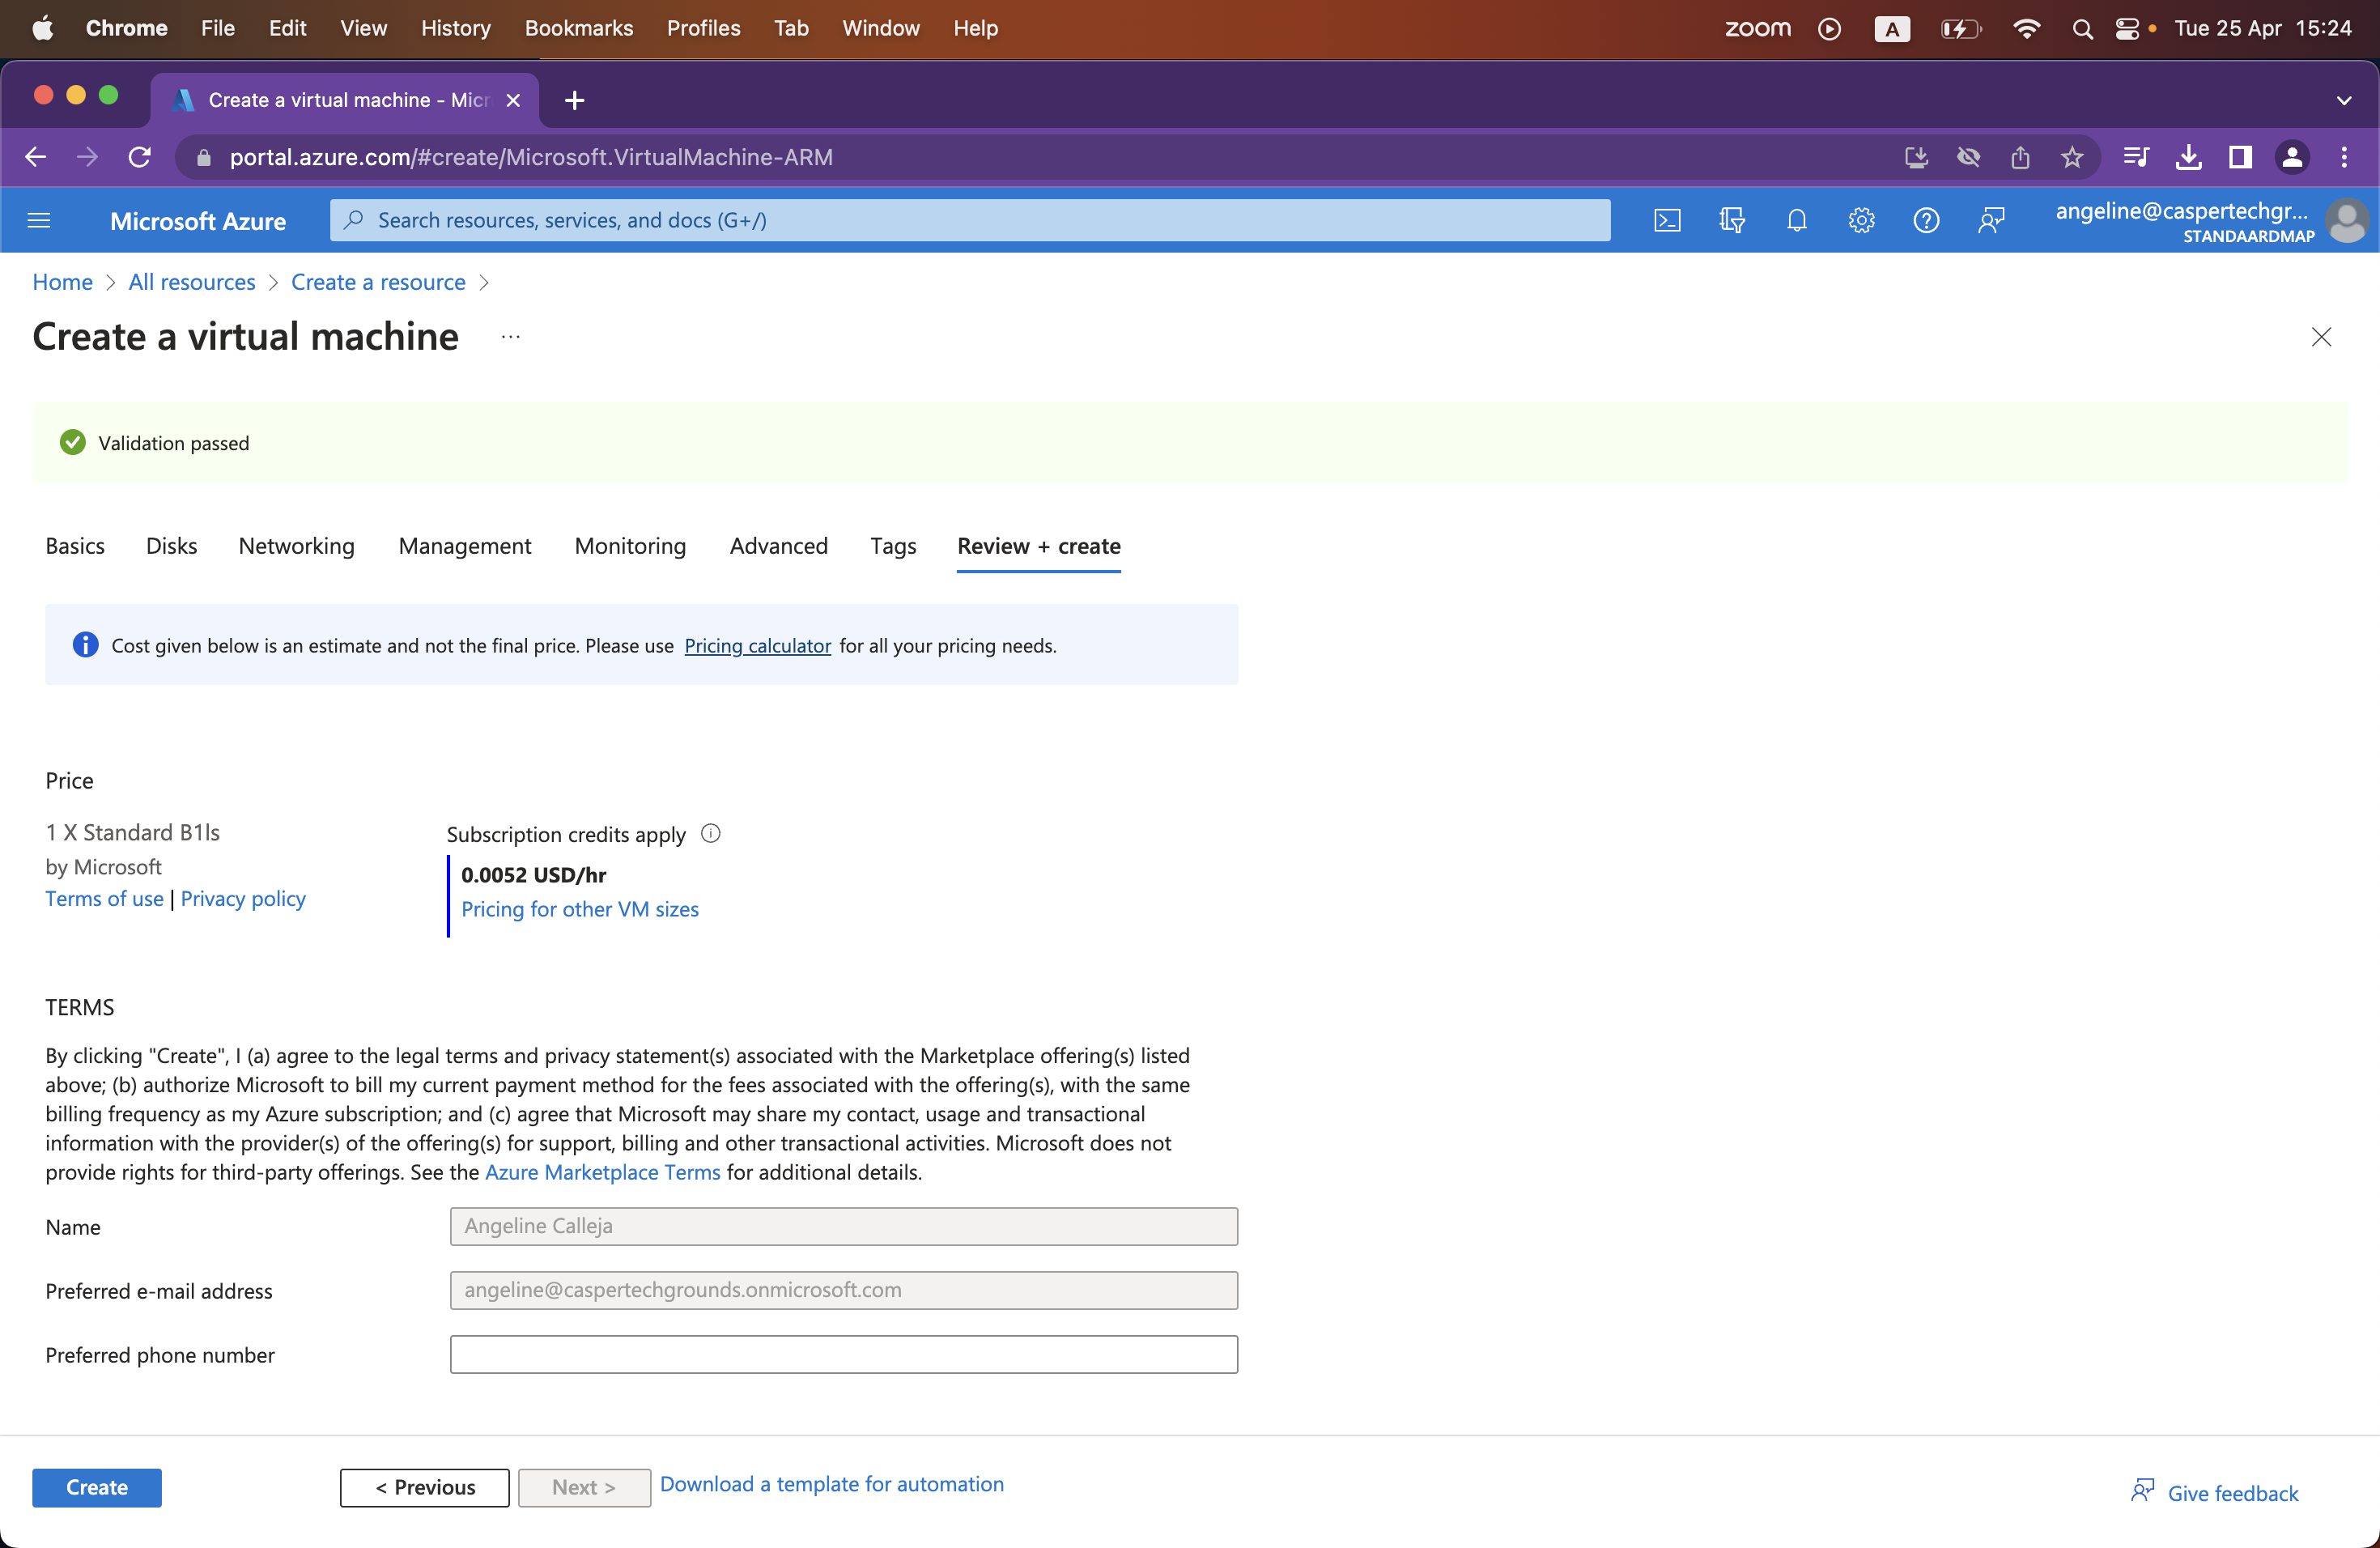 Chrome File Edit View History Bookmarks Profiles Tab Window Help zoom A Tue 25 Apr 15:24
Create a virtual machine - Micr
portal.azure.com/#create/Microsoft.VirtualMachine-ARM
Microsoft Azure
Search resources, services, and docs (G+/)
angeline@caspertechgr...
STANDAARDMAP
Home > All resources > Create a resource >
Create a virtual machine ...
Validation passed
Basics Disks Networking Management Monitoring Advanced Tags Review + create
Cost given below is an estimate and not the final price. Please use Pricing calculator for all your pricing needs.
Price
1 X Standard B1ls
by Microsoft
Terms of use | Privacy policy
Subscription credits apply
0.0052 USD/hr
Pricing for other VM sizes
TERMS
By clicking "Create", I (a) agree to the legal terms and privacy statement(s) associated with the Marketplace offering(s) listed
above; (b) authorize Microsoft to bill my current payment method for the fees associated with the offering(s), with the same
billing frequency as my Azure subscription; and (c) agree that Microsoft may share my contact, usage and transactional
information with the provider(s) of the offering(s) for support, billing and other transactional activities. Microsoft does not
provide rights for third-party offerings. See the Azure Marketplace Terms for additional details.
Name Angeline Calleja
Preferred e-mail address angeline@caspertechgrounds.onmicrosoft.com
Preferred phone number
Create < Previous Next > Download a template for automation Give feedback